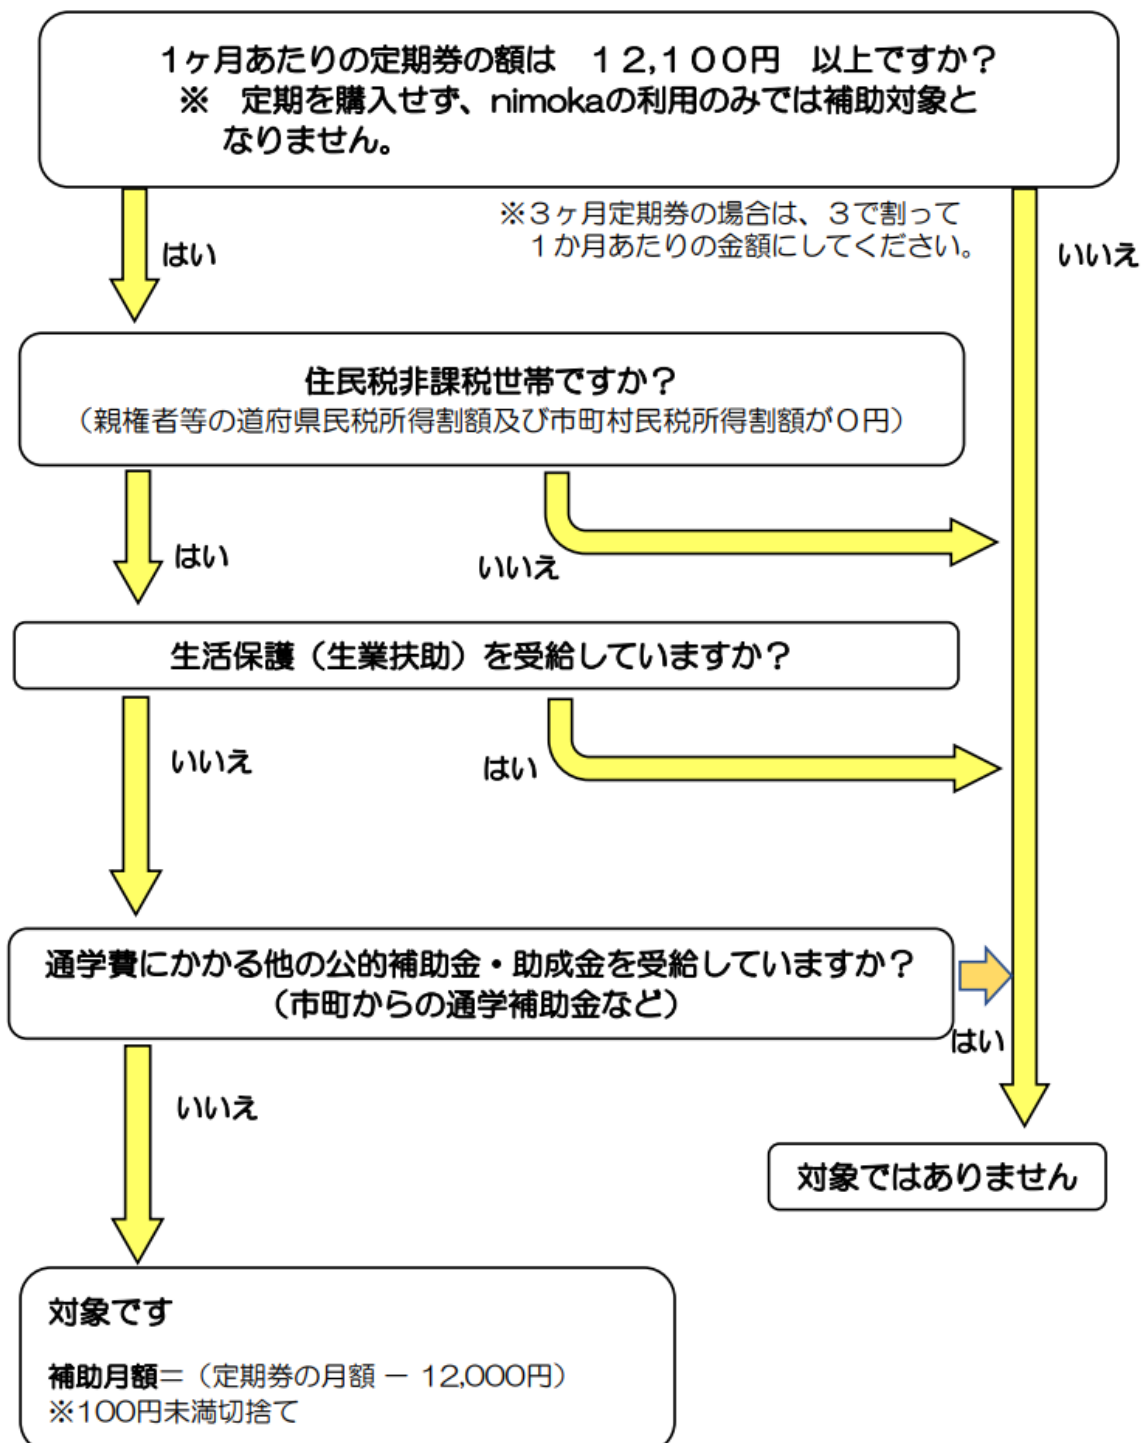 1ヶ月あたりの定期券の額は　１２,１００円　以上ですか？
※　定期を購入せず、nimokaの利用のみでは補助対象と
なりません。
※３ヶ月定期券の場合は、３で割って
１か月あたりの金額にしてください。
はい
いいえ
住民税非課税世帯ですか？
（親権者等の道府県民税所得割額及び市町村民税所得割額が０円）
はい
いいえ
生活保護（生業扶助）を受給していますか？
いいえ
はい
通学費にかかる他の公的補助金・助成金を受給していますか？
（市町からの通学補助金など）
はい
いいえ
対象ではありません
対象です
補助月額＝（定期券の月額 － 12,000円）
※100円未満切捨て